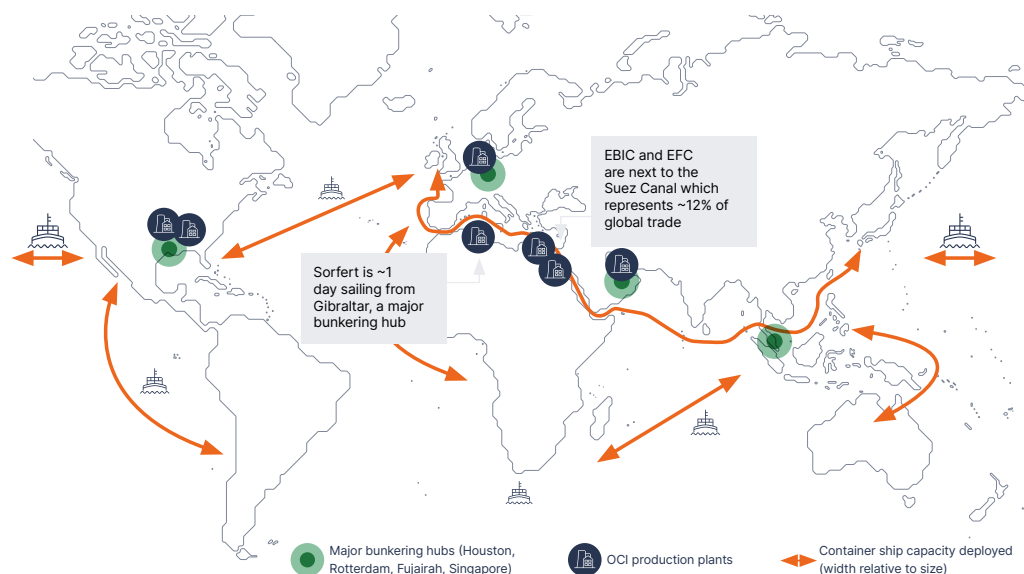 EBIC and EFC
are next to the
Suez Canal which
represents ~12% of
global trade
Sorfert is ~1
day sailing from
Gibraltar, a major
bunkering hub
Major bunkering hubs (Houston,
Rotterdam, Fujairah, Singapore)
OCI production plants
Container ship capacity deployed
(width relative to size)